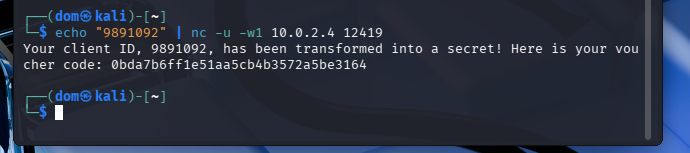 ┌──(dom㉿kali)-[~]
└─$ echo "9891092" | nc -u -w1 10.0.2.4 12419
Your client ID, 9891092, has been transformed into a secret! Here is your vou
cher code: 0bda7b6ff1e51aa5cb4b3572a5be3164
┌──(dom㉿kali)-[~]
└─$